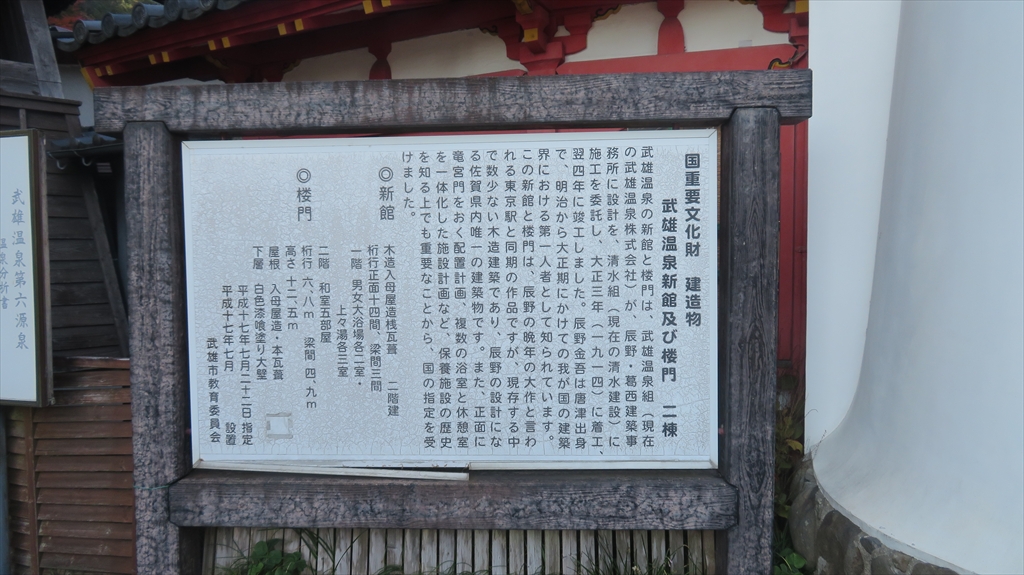 国重要文化財　建造物
武雄温泉新館及び楼門　二棟
武雄温泉の新館と楼門は、武雄温泉組（現在
の武雄温泉株式会社）が、辰野・葛西建築事
務所に設計を、清水組（現在の清水建設）に
施工を委託し、大正三年（一九一四）に着工、
翌四年に竣工しました。辰野金吾は唐津出身
で、明治から大正期にかけての我が国の建築
界における第一人者として知られています。
この新館と楼門は、辰野の晩年の大作と言わ
れる東京駅と同期の作品ですが、現存する中
で数少ない木造建築であり、辰野の設計にな
る佐賀県内唯一の建築物です。また、正面に
竜宮門をおく配置計画、複数の浴室と休憩室
を一体化した施設計画など、保養施設の歴史
を知る上でも重要なことから、国の指定を受
けました。
◎新館　木造入母屋造桟瓦葺　二階建
桁行正面十四間、梁間三間
一階　男女大浴場各二室・
上々湯各三室
二階　和室五部屋
◎楼門　桁行　六、八ｍ　梁間　四、九ｍ
高さ　十二、五ｍ
屋根　入母屋造・本瓦葺
下層　白色漆喰塗り大壁
平成十七年七月二十二日指定
平成十七年七月　設置
武雄市教育委員会
武雄温泉第六源泉